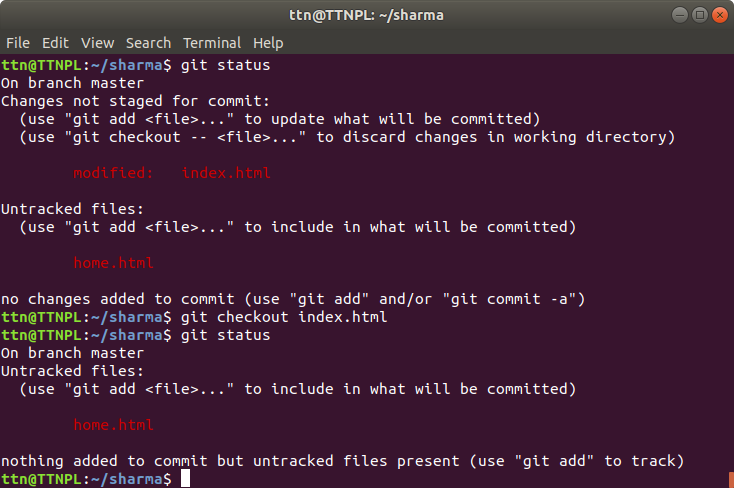 ttn@TTNPL: ~/sharma
File Edit View Search Terminal Help
ttn@TTNPL:~/sharma$ git status
On branch master
Changes not staged for commit:
  (use "git add <file>..." to update what will be committed)
  (use "git checkout -- <file>..." to discard changes in working directory)
        modified:   index.html
Untracked files:
  (use "git add <file>..." to include in what will be committed)
        home.html
no changes added to commit (use "git add" and/or "git commit -a")
ttn@TTNPL:~/sharma$ git checkout index.html
ttn@TTNPL:~/sharma$ git status
On branch master
Untracked files:
  (use "git add <file>..." to include in what will be committed)
        home.html
nothing added to commit but untracked files present (use "git add" to track)
ttn@TTNPL:~/sharma$